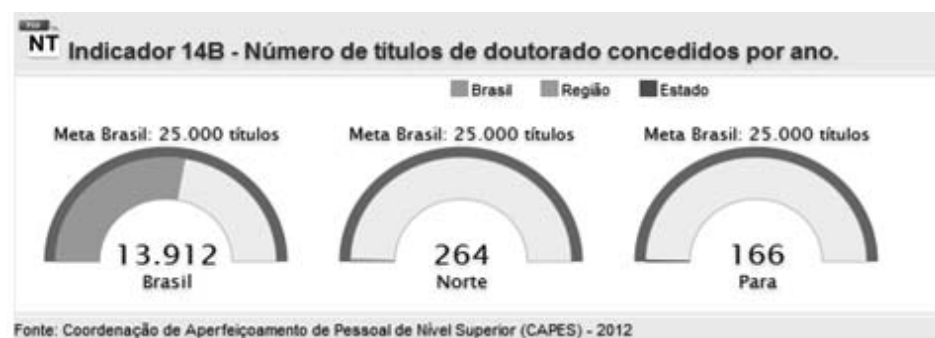 NT Indicador 14B - Número de títulos de doutorado concedidos por ano.
Brasil Região Estado
Meta Brasil: 25.000 títulos Meta Brasil: 25.000 títulos Meta Brasil: 25.000 títulos
13.912 264 166
Brasil Norte Para
Fonte: Coordenação de Aperfeiçoamento de Pessoal de Nível Superior (CAPES) - 2012